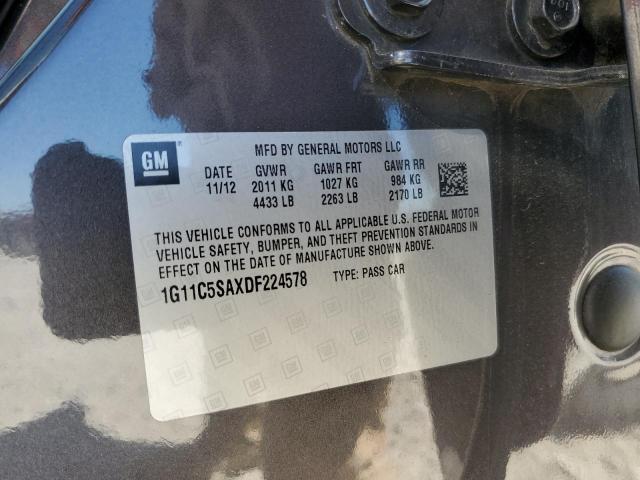 GM
MFD BY GENERAL MOTORS LLC
DATE GVWR GAWR FRT GAWR RR
11/12 2011 KG 1027 KG 984 KG
4433 LB 2263 LB 2170 LB
THIS VEHICLE CONFORMS TO ALL APPLICABLE U.S. FEDERAL MOTOR
VEHICLE SAFETY, BUMPER, AND THEFT PREVENTION STANDARDS IN
EFFECT ON THE DATE OF MANUFACTURE SHOWN ABOVE.
1G11C5SAXDF224578 TYPE: PASS CAR